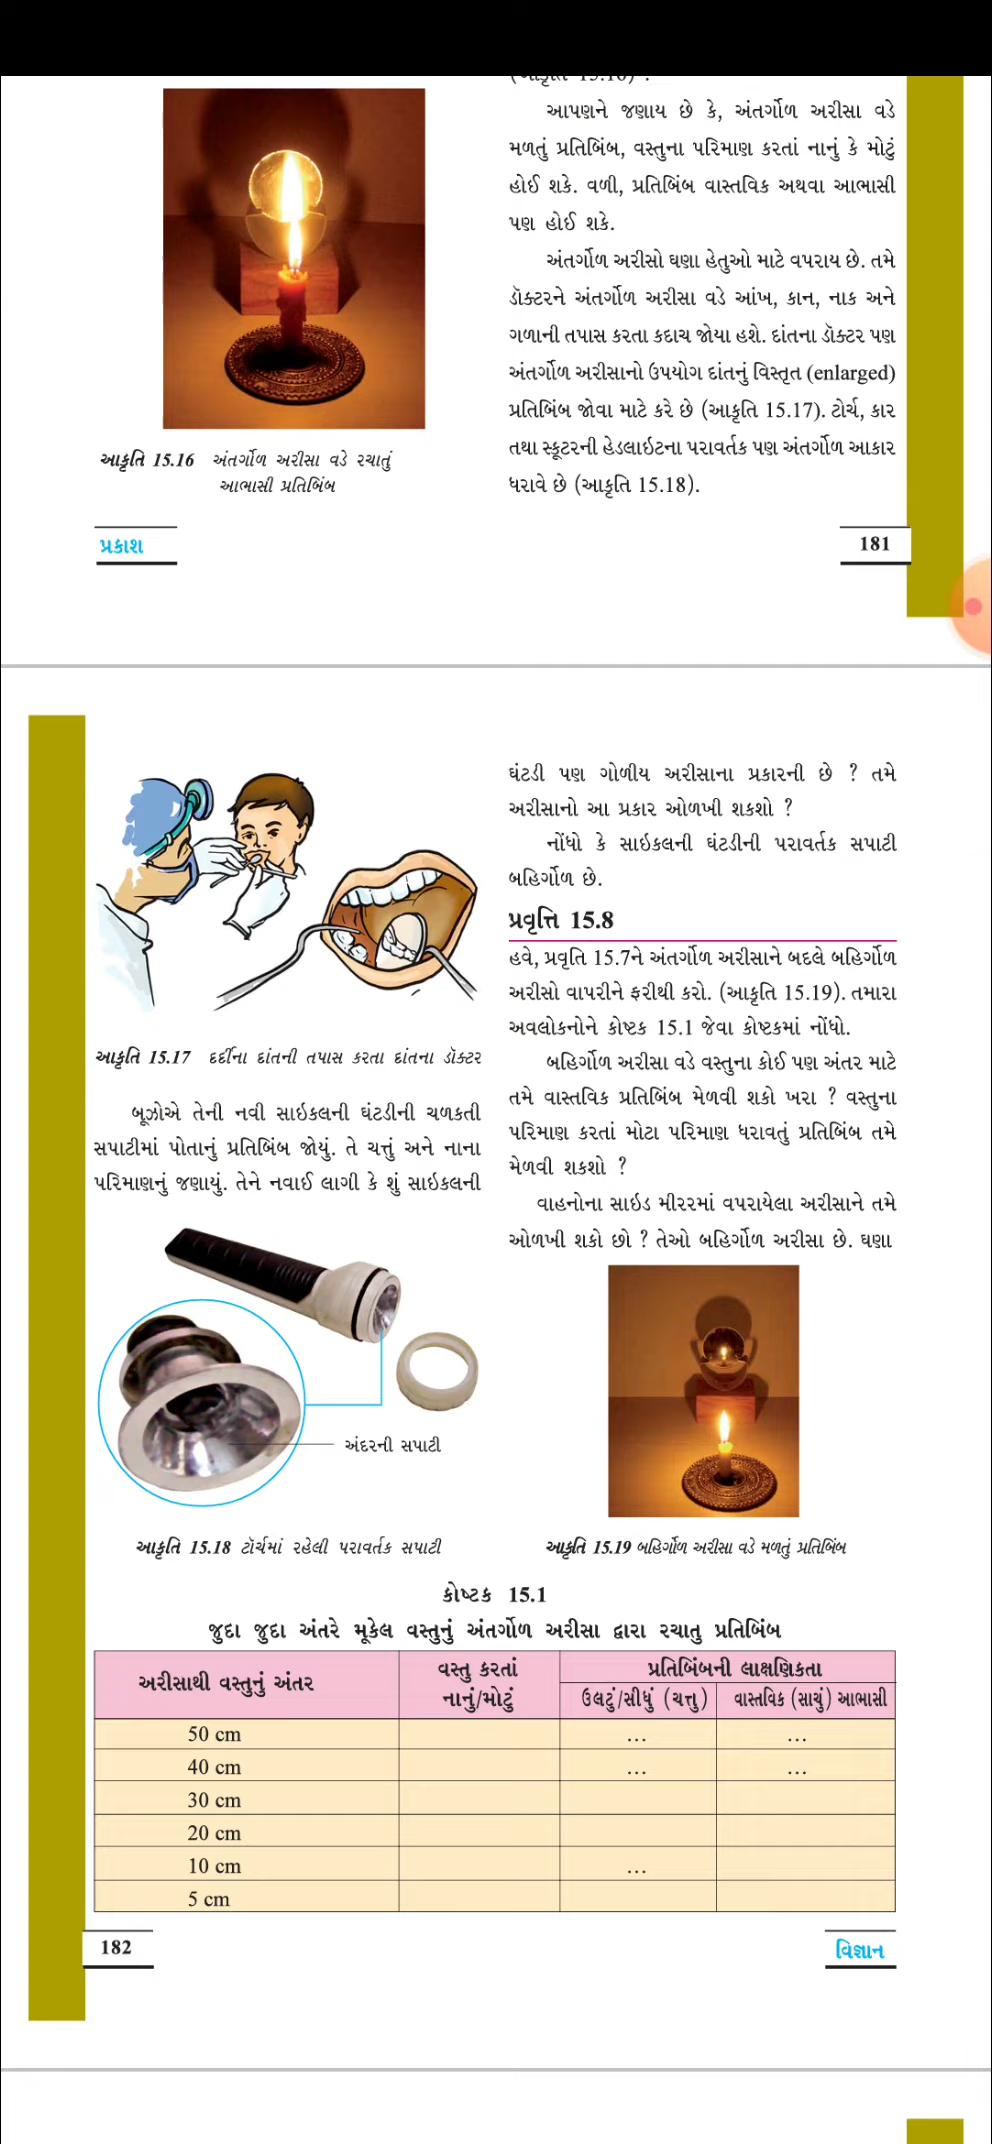 આપણને જણાય છે કે, અંતર્ગોળ અરીસા વડે
મળતું પ્રતિબિંબ, વસ્તુના પરિમાણ કરતાં નાનું કે મોટું
હોઈ શકે. વળી, પ્રતિબિંબ વાસ્તવિક અથવા આભાસી
પણ હોઈ શકે.
અંતર્ગોળ અરીસો ઘણા હેતુઓ માટે વપરાય છે. તમે
ડૉક્ટરને અંતર્ગોળ અરીસા વડે આંખ, કાન, નાક અને
ગળાની તપાસ કરતા કદાચ જોયા હશે. દાંતના ડૉક્ટર પણ
અંતર્ગોળ અરીસાનો ઉપયોગ દાંતનું વિસ્તૃત (enlarged)
પ્રતિબિંબ જોવા માટે કરે છે (આકૃતિ 15.17). ટોર્ચ, કાર
તથા સ્કૂટરની હેડલાઇટના પરાવર્તક પણ અંતર્ગોળ આકાર
ધરાવે છે (આકૃતિ 15.18).
આકૃતિ 15.16 અંતર્ગોળ અરીસા વડે રચાતું
આભાસી પ્રતિબિંબ
પ્રકાશ
181
આકૃતિ 15.17 દર્દીના દાંતની તપાસ કરતા દાંતના ડૉક્ટર
બૂઝોએ તેની નવી સાઇકલની ઘંટડીની ચળકતી
સપાટીમાં પોતાનું પ્રતિબિંબ જોયું. તે ચત્તું અને નાના
પરિમાણનું જણાયું. તેને નવાઈ લાગી કે શું સાઇકલની
અંદરની સપાટી
આકૃતિ 15.18 ટૉર્ચમાં રહેલી પરાવર્તક સપાટી
ઘંટડી પણ ગોળીય અરીસાના પ્રકારની છે ? તમે
અરીસાનો આ પ્રકાર ઓળખી શકશો ?
નોંધો કે સાઇકલની ઘંટડીની પરાવર્તક સપાટી
બહિર્ગોળ છે.
પ્રવૃત્તિ 15.8
હવે, પ્રવૃતિ 15.7ને અંતર્ગોળ અરીસાને બદલે બહિર્ગોળ
અરીસો વાપરીને ફરીથી કરો. (આકૃતિ 15.19). તમારા
અવલોકનોને કોષ્ટક 15.1 જેવા કોષ્ટકમાં નોંધો.
બહિર્ગોળ અરીસા વડે વસ્તુના કોઈ પણ અંતર માટે
તમે વાસ્તવિક પ્રતિબિંબ મેળવી શકો ખરા ? વસ્તુના
પરિમાણ કરતાં મોટા પરિમાણ ધરાવતું પ્રતિબિંબ તમે
મેળવી શકશો ?
વાહનોના સાઇડ મીરરમાં વપરાયેલા અરીસાને તમે
ઓળખી શકો છો ? તેઓ બહિર્ગોળ અરીસા છે. ઘણા
આકૃતિ 15.19 બહિર્ગોળ અરીસા વડે મળતું પ્રતિબિંબ
કોષ્ટક 15.1
જુદા જુદા અંતરે મૂકેલ વસ્તુનું અંતર્ગોળ અરીસા દ્વારા રચાતુ પ્રતિબિંબ
અરીસાથી વસ્તુનું અંતર
વસ્તુ કરતાં
નાનું/મોટું
પ્રતિબિંબની લાક્ષણિકતા
ઉલટું/સીધું (ચત્તુ)
વાસ્તવિક (સાચું) આભાસી
50 cm ... ...
40 cm ... ...
30 cm
20 cm
10 cm ...
5 cm
182
વિજ્ઞાન